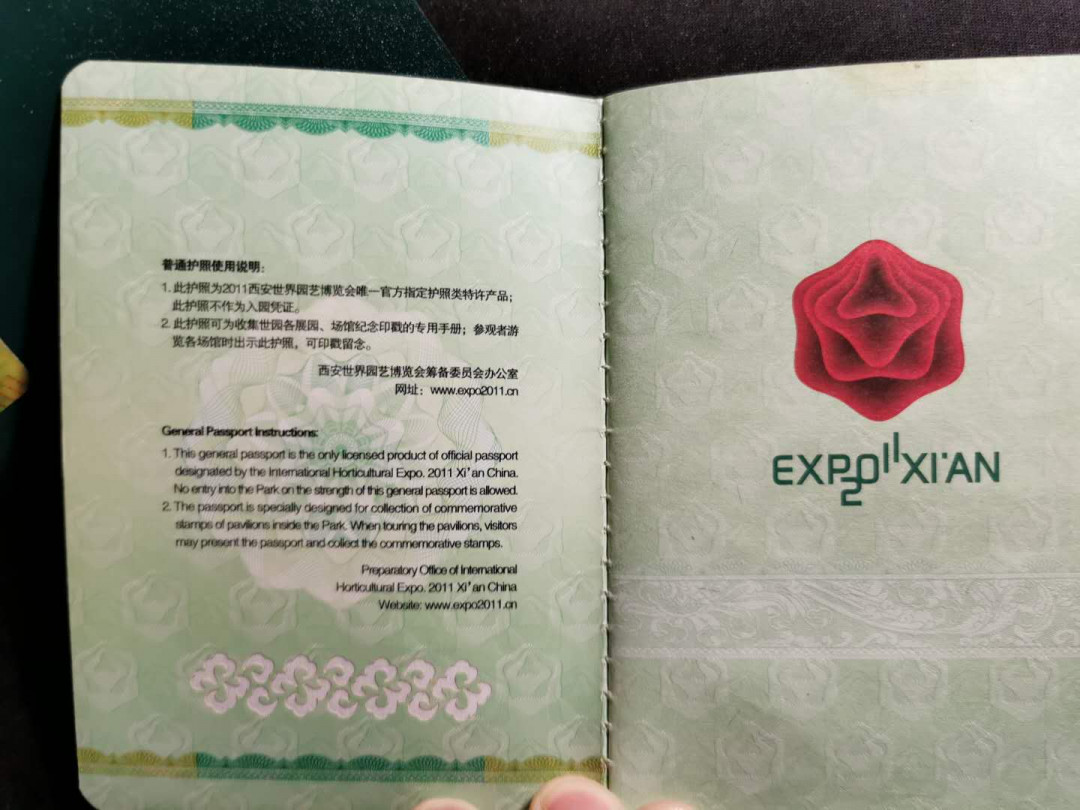 普通护照使用说明：
1. 此护照为2011西安世界园艺博览会唯一官方指定护照类特许产品；
此护照不作为入园凭证。
2. 此护照可为收集世园各展园、场馆纪念印戳的专用手册；参观者游
览各场馆时出示此护照，可印戳留念。
西安世界园艺博览会筹备委员会办公室
网址：www.expo2011.cn
General Passport Instructions:
1. This general passport is the only licensed product of official passport
designated by the International Horticultural Expo. 2011 Xi'an China.
No entry into the Park on the strength of this general passport is allowed.
2. The passport is specially designed for collection of commemorative
stamps of pavilions inside the Park. When touring the pavilions, visitors
may present the passport and collect the commemorative stamps.
Preparatory Office of International
Horticultural Expo. 2011 Xi'an China
Website: www.expo2011.cn
EXPO2011 XI'AN